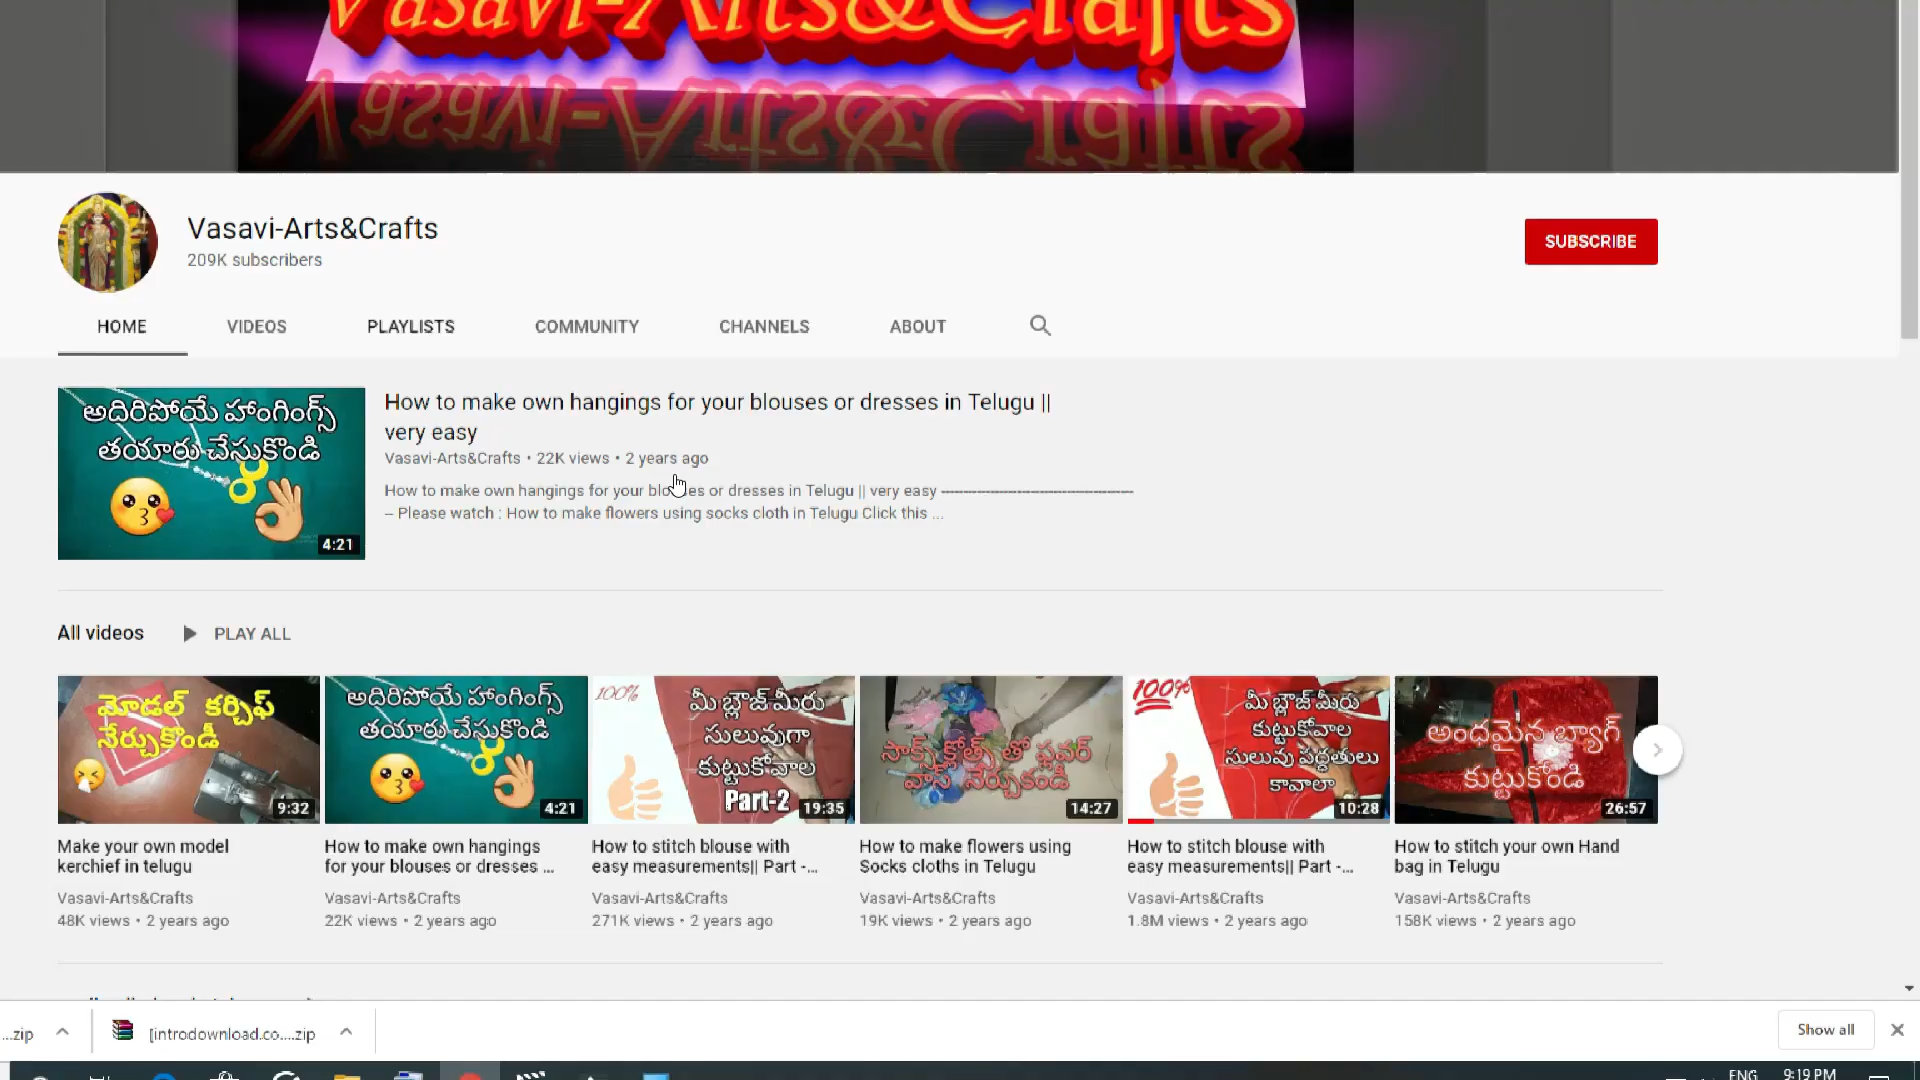 Vasavi-Arts&Crafts
Vasavi-Arts&Crafts
Vasavi-Arts&Crafts
209K subscribers
SUBSCRIBE
HOME VIDEOS PLAYLISTS COMMUNITY CHANNELS ABOUT
అదిరిపోయే హాంగింగ్స్
తయారు చేసుకొండి
4:21
How to make own hangings for your blouses or dresses in Telugu ||
very easy
Vasavi-Arts&Crafts • 22K views • 2 years ago
How to make own hangings for your blouses or dresses in Telugu || very easy -----------------------------------------------
-- Please watch : How to make flowers using socks cloth in Telugu Click this ...
All videos PLAY ALL
మోడల్ కర్చిఫ్
నేర్చుకొండి
9:32
Make your own model
kerchief in telugu
Vasavi-Arts&Crafts
48K views • 2 years ago
అదిరిపోయే హాంగింగ్స్
తయారు చేసుకొండి
4:21
How to make own hangings
for your blouses or dresses ...
Vasavi-Arts&Crafts
22K views • 2 years ago
100%
మీ బ్లౌజ్ మీరు
సులువుగా
కుట్టుకోవాల
Part-2
19:35
How to stitch blouse with
easy measurements|| Part -...
Vasavi-Arts&Crafts
271K views • 2 years ago
సాక్స్ క్లోత్స్ తో ఫ్లవర్
వాస్ నేర్చుకండి
14:27
How to make flowers using
Socks cloths in Telugu
Vasavi-Arts&Crafts
19K views • 2 years ago
100%
మీ బ్లౌజ్ మీరు
కుట్టుకోవాల
సులువు పద్ధతులు
కావాలా
10:28
How to stitch blouse with
easy measurements|| Part -...
Vasavi-Arts&Crafts
1.8M views • 2 years ago
అందమైన బ్యాగ్
కుట్టుకోండి
26:57
How to stitch your own Hand
bag in Telugu
Vasavi-Arts&Crafts
158K views • 2 years ago
...zip
[introdownload.co....zip
Show all
ENG
9:19 PM